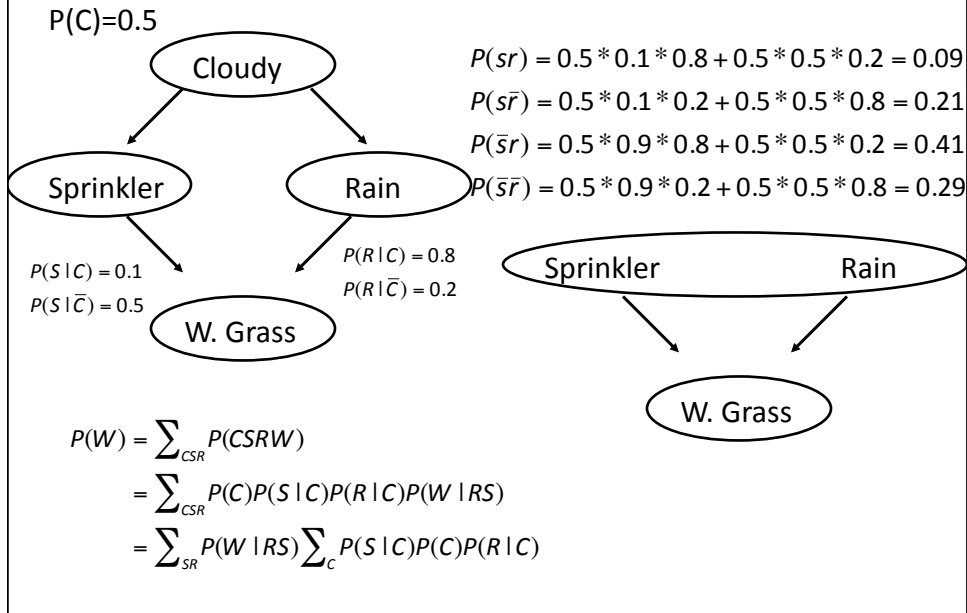 P(C)=0.5
Cloudy
Sprinkler
Rain
P(S | C) = 0.1
P(S | C̅) = 0.5
P(R | C) = 0.8
P(R | C̅) = 0.2
W. Grass
P(sr) = 0.5 * 0.1 * 0.8 + 0.5 * 0.5 * 0.2 = 0.09
P(sr̅) = 0.5 * 0.1 * 0.2 + 0.5 * 0.5 * 0.8 = 0.21
P(s̅r) = 0.5 * 0.9 * 0.8 + 0.5 * 0.5 * 0.2 = 0.41
P(s̅r̅) = 0.5 * 0.9 * 0.2 + 0.5 * 0.5 * 0.8 = 0.29
Sprinkler Rain
W. Grass
P(W) = ∑_CSR P(CSRW)
= ∑_CSR P(C)P(S | C)P(R | C)P(W | RS)
= ∑_SR P(W | RS) ∑_C P(S | C)P(C)P(R | C)